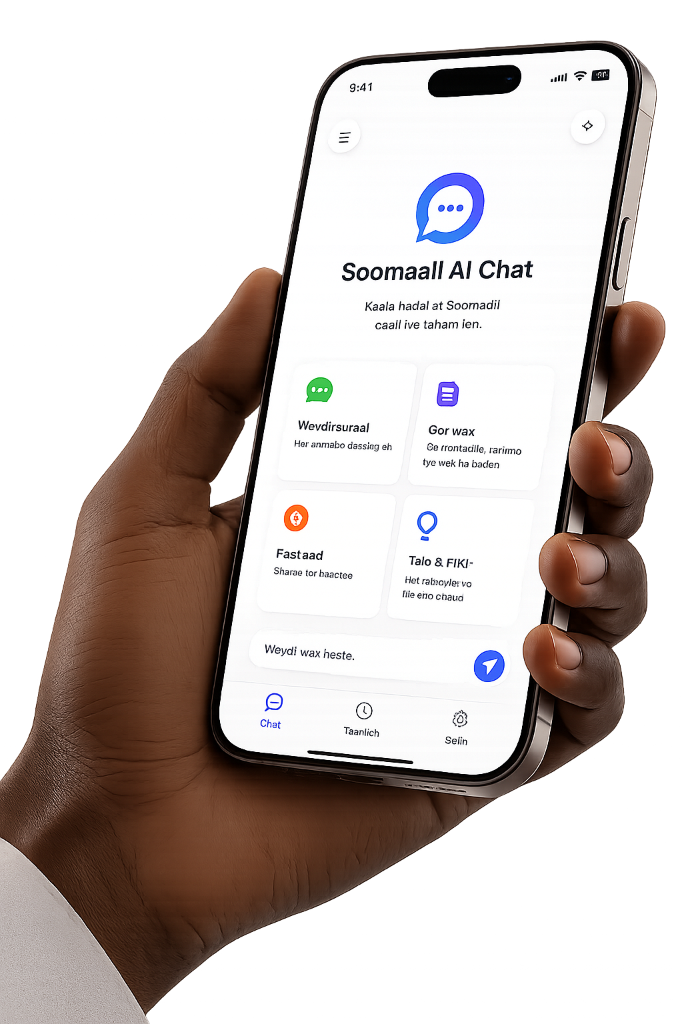 9:41
Soomaall AI Chat
Kaala hadal at Soomadil
caall ive taham ien.
Wevdirsuraal
Her anmabo dassing eh
Gor wax
Ge rrontadile, rarimo
tye wek ha baden
Fastaad
Sharae tor baactee
Talo & FIKI-
Het raboyler vo
llie eno chaud
Weydi wax heste.
Chat
Taanlich
Selin